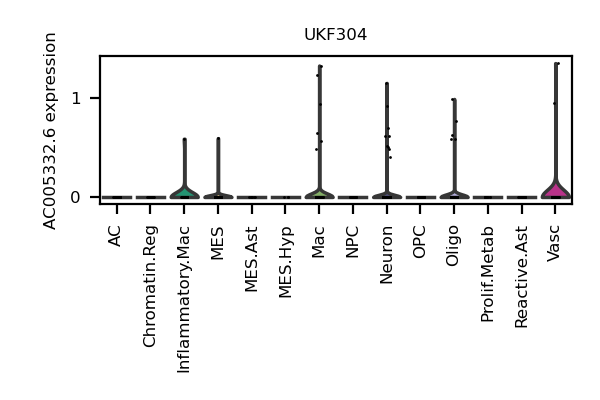 UKF304
AC005332.6 expression
1
0
AC
Chromatin.Reg
Inflammatory.Mac
MES
MES.Ast
MES.Hyp
Mac
NPC
Neuron
OPC
Oligo
Prolif.Metab
Reactive.Ast
Vasc